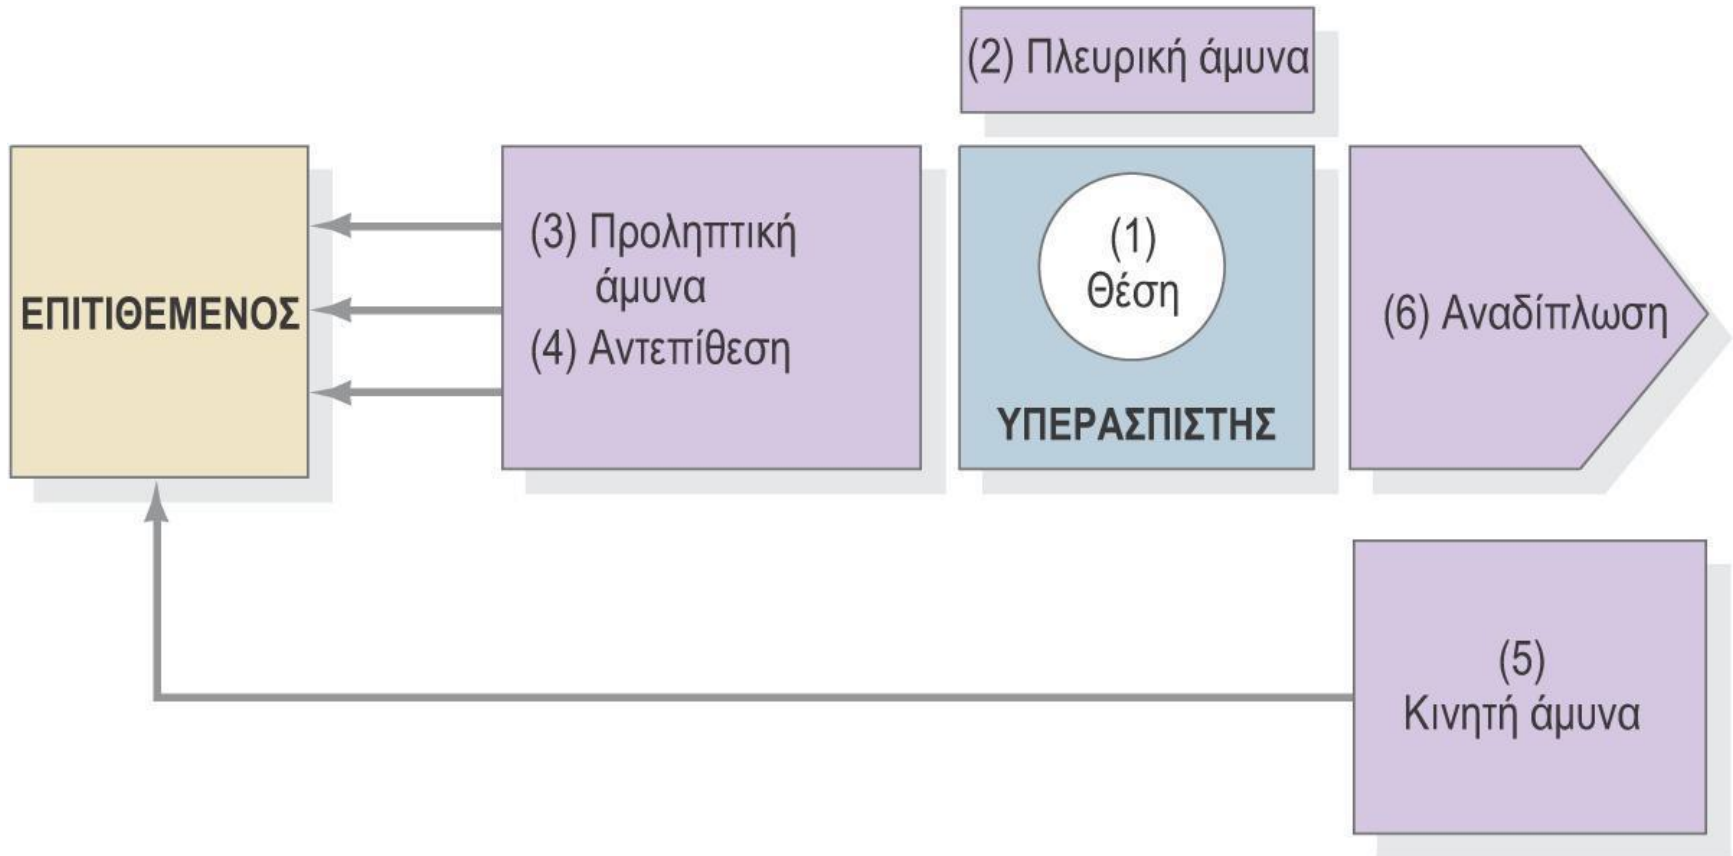 (2) Πλευρική άμυνα
ΕΠΙΤΙΘΕΜΕΝΟΣ
(3) Προληπτική
άμυνα
(4) Αντεπίθεση
(1)
Θέση
ΥΠΕΡΑΣΠΙΣΤΗΣ
(6) Αναδίπλωση
(5)
Κινητή άμυνα